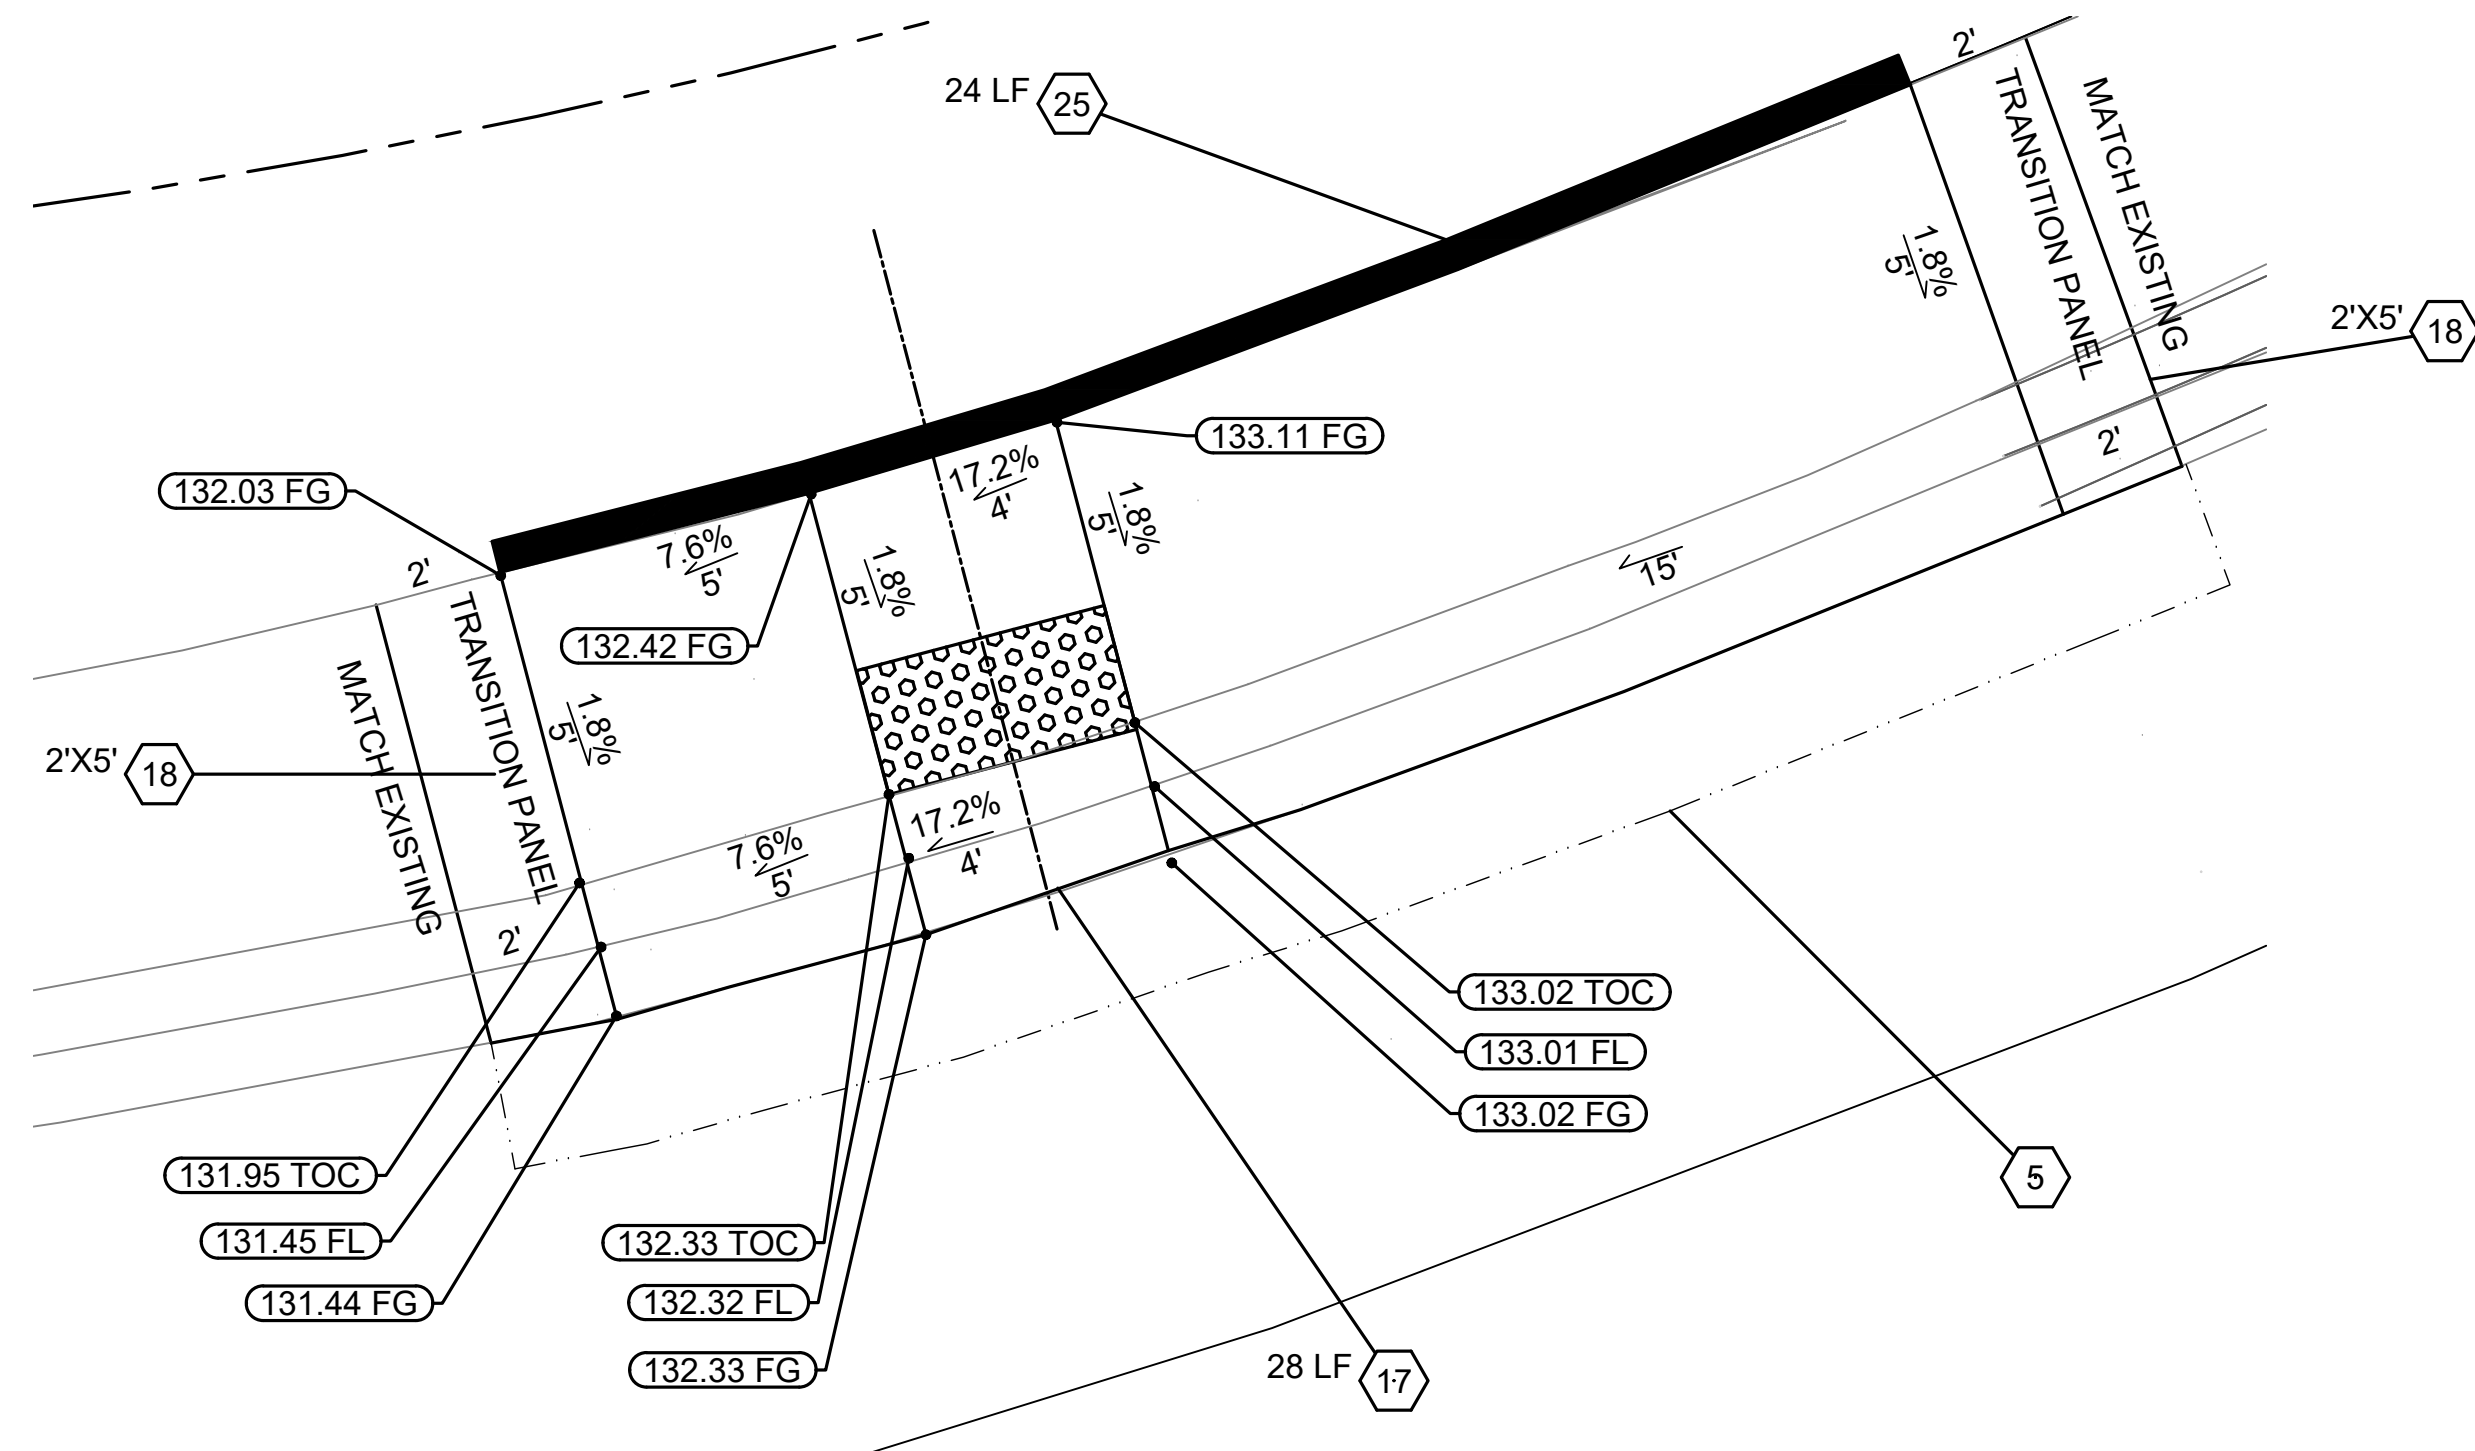 2'
24 LF 25
TRANSITION PANEL
MATCH EXISTING
1.8%
5'
2'X5' 18
2'
133.11 FG
17.2%
4'
1.8%
5'
132.03 FG
7.6%
5'
1.8%
5'
2'
15'
132.42 FG
TRANSITION PANEL
MATCH EXISTING
1.8%
5'
2'X5' 18
17.2%
4'
7.6%
5'
2'
133.02 TOC
133.01 FL
133.02 FG
131.95 TOC
131.45 FL
131.44 FG
132.33 TOC
132.32 FL
132.33 FG
5
28 LF 17